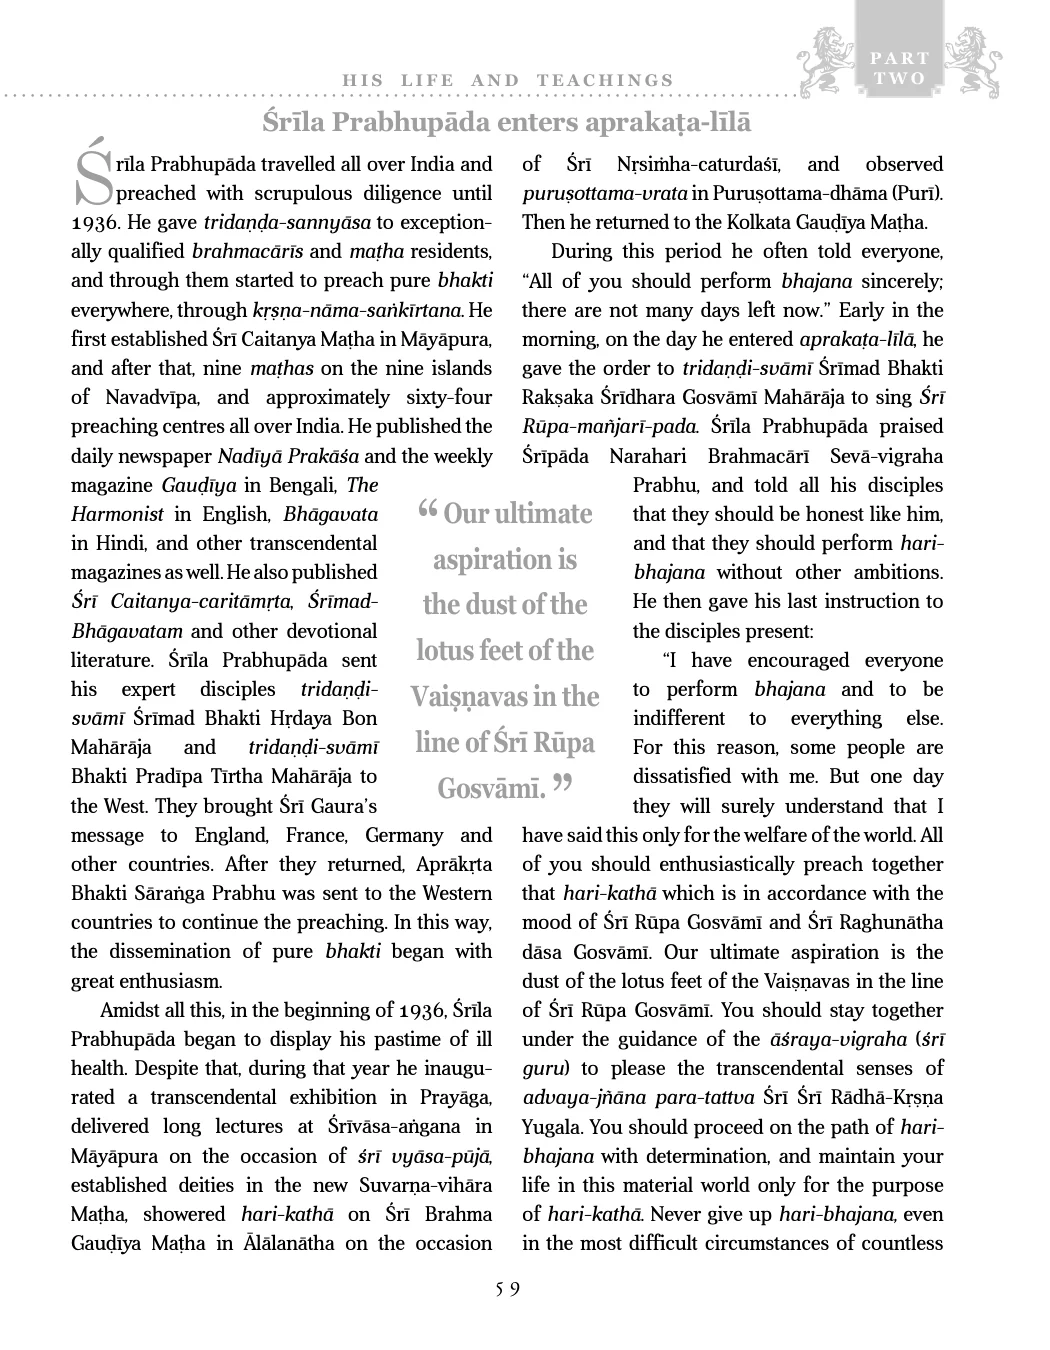 PART
TWO
HIS LIFE AND TEACHINGS
Śrīla Prabhupāda enters aprakaṭa-līlā
Śrīla Prabhupāda travelled all over India and
preached with scrupulous diligence until
1936. He gave tridaṇḍa-sannyāsa to exception-
ally qualified brahmacārīs and maṭha residents,
and through them started to preach pure bhakti
everywhere, through kṛṣṇa-nāma-saṅkīrtana. He
first established Śrī Caitanya Maṭha in Māyāpura,
and after that, nine maṭhas on the nine islands
of Navadvīpa, and approximately sixty-four
preaching centres all over India. He published the
daily newspaper Nadīyā Prakāśa and the weekly
magazine Gauḍīya in Bengali, The
Harmonist in English, Bhāgavata
in Hindi, and other transcendental
magazines as well. He also published
Śrī Caitanya-caritāmṛta, Śrīmad-
Bhāgavatam and other devotional
literature. Śrīla Prabhupāda sent
his expert disciples tridaṇḍi-
svāmī Śrīmad Bhakti Hṛdaya Bon
Mahārāja and tridaṇḍi-svāmī
Bhakti Pradīpa Tīrtha Mahārāja to
the West. They brought Śrī Gaura's
message to England, France, Germany and
other countries. After they returned, Aprākṛta
Bhakti Sāraṅga Prabhu was sent to the Western
countries to continue the preaching. In this way,
the dissemination of pure bhakti began with
great enthusiasm.
Amidst all this, in the beginning of 1936, Śrīla
Prabhupāda began to display his pastime of ill
health. Despite that, during that year he inaugu-
rated a transcendental exhibition in Prayāga,
delivered long lectures at Śrīvāsa-aṅgana in
Māyāpura on the occasion of śrī vyāsa-pūjā,
established deities in the new Suvarṇa-vihāra
Maṭha, showered hari-kathā on Śrī Brahma
Gauḍīya Maṭha in Ālālanātha on the occasion
of Śrī Nṛsiṁha-caturdaśī, and observed
puruṣottama-vrata in Puruṣottama-dhāma (Purī).
Then he returned to the Kolkata Gauḍīya Maṭha.
During this period he often told everyone,
“All of you should perform bhajana sincerely;
there are not many days left now.” Early in the
morning, on the day he entered aprakaṭa-līlā, he
gave the order to tridaṇḍi-svāmī Śrīmad Bhakti
Rakṣaka Śrīdhara Gosvāmī Mahārāja to sing Śrī
Rūpa-mañjarī-pada. Śrīla Prabhupāda praised
Śrīpāda Narahari Brahmacārī Sevā-vigraha
Prabhu, and told all his disciples
that they should be honest like him,
and that they should perform hari-
bhajana without other ambitions.
He then gave his last instruction to
the disciples present:
“I have encouraged everyone
to perform bhajana and to be
indifferent to everything else.
For this reason, some people are
dissatisfied with me. But one day
they will surely understand that I
have said this only for the welfare of the world. All
of you should enthusiastically preach together
that hari-kathā which is in accordance with the
mood of Śrī Rūpa Gosvāmī and Śrī Raghunātha
dāsa Gosvāmī. Our ultimate aspiration is the
dust of the lotus feet of the Vaiṣṇavas in the line
of Śrī Rūpa Gosvāmī. You should stay together
under the guidance of the āśraya-vigraha (śrī
guru) to please the transcendental senses of
advaya-jñāna para-tattva Śrī Śrī Rādhā-Kṛṣṇa
Yugala. You should proceed on the path of hari-
bhajana with determination, and maintain your
life in this material world only for the purpose
of hari-kathā. Never give up hari-bhajana, even
in the most difficult circumstances of countless
“Our ultimate
aspiration is
the dust of the
lotus feet of the
Vaiṣṇavas in the
line of Śrī Rūpa
Gosvāmī.”
59